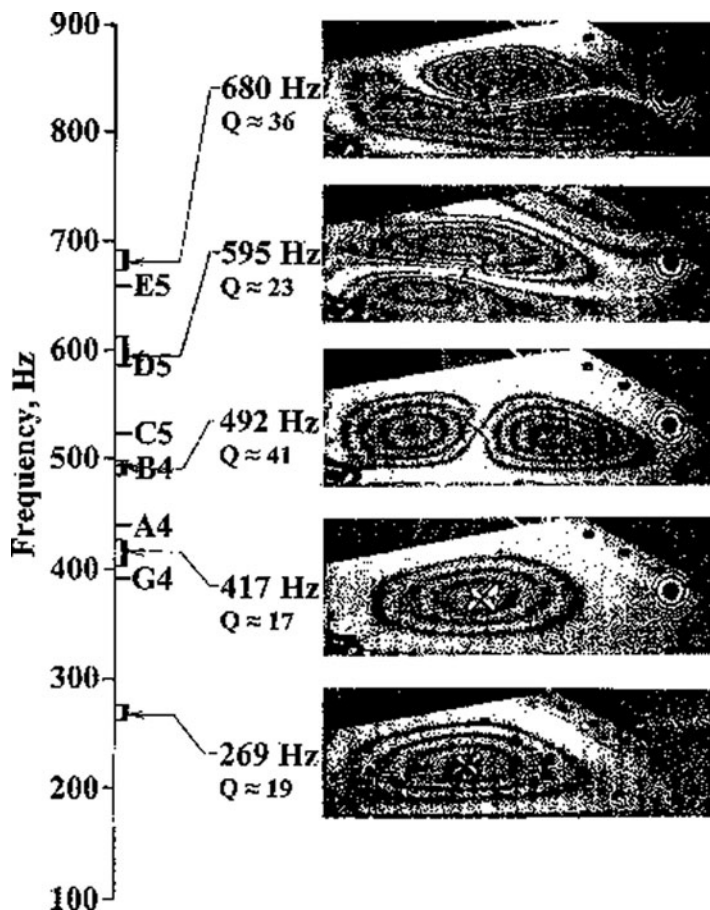 900
680 Hz
Q ≈ 36
800
700
E5
595 Hz
Q ≈ 23
600
D5
Frequency, Hz
C5
500
B4
492 Hz
Q ≈ 41
A4
400
G4
417 Hz
Q ≈ 17
300
269 Hz
Q ≈ 19
200
100